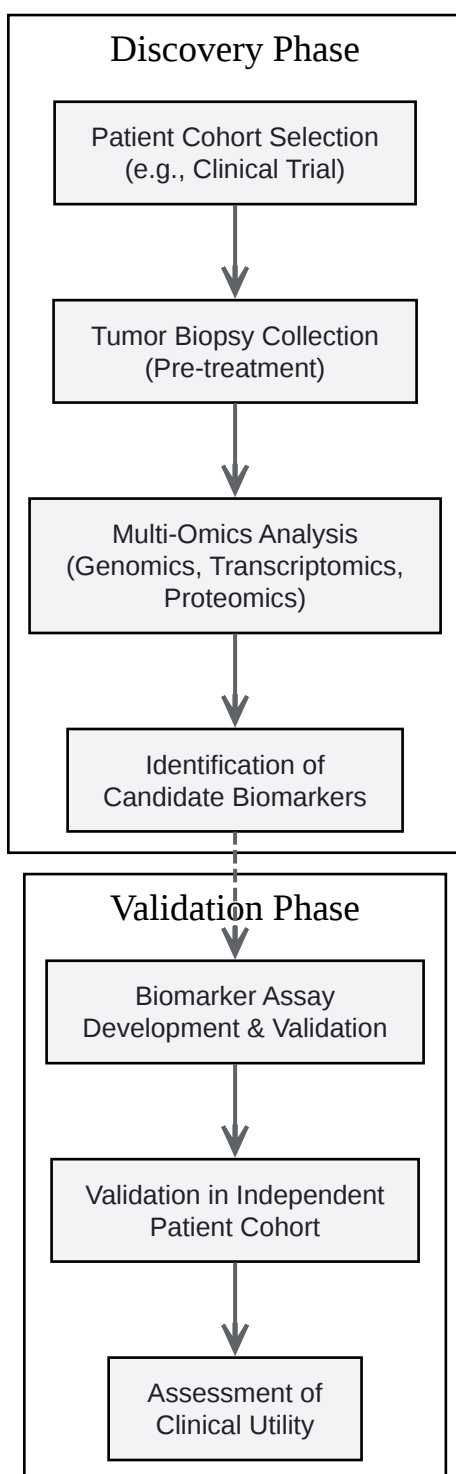 Discovery Phase
Patient Cohort Selection
(e.g., Clinical Trial)
Tumor Biopsy Collection
(Pre-treatment)
Multi-Omics Analysis
(Genomics, Transcriptomics,
Proteomics)
Identification of
Candidate Biomarkers
Validation Phase
Biomarker Assay
Development & Validation
Validation in Independent
Patient Cohort
Assessment of
Clinical Utility